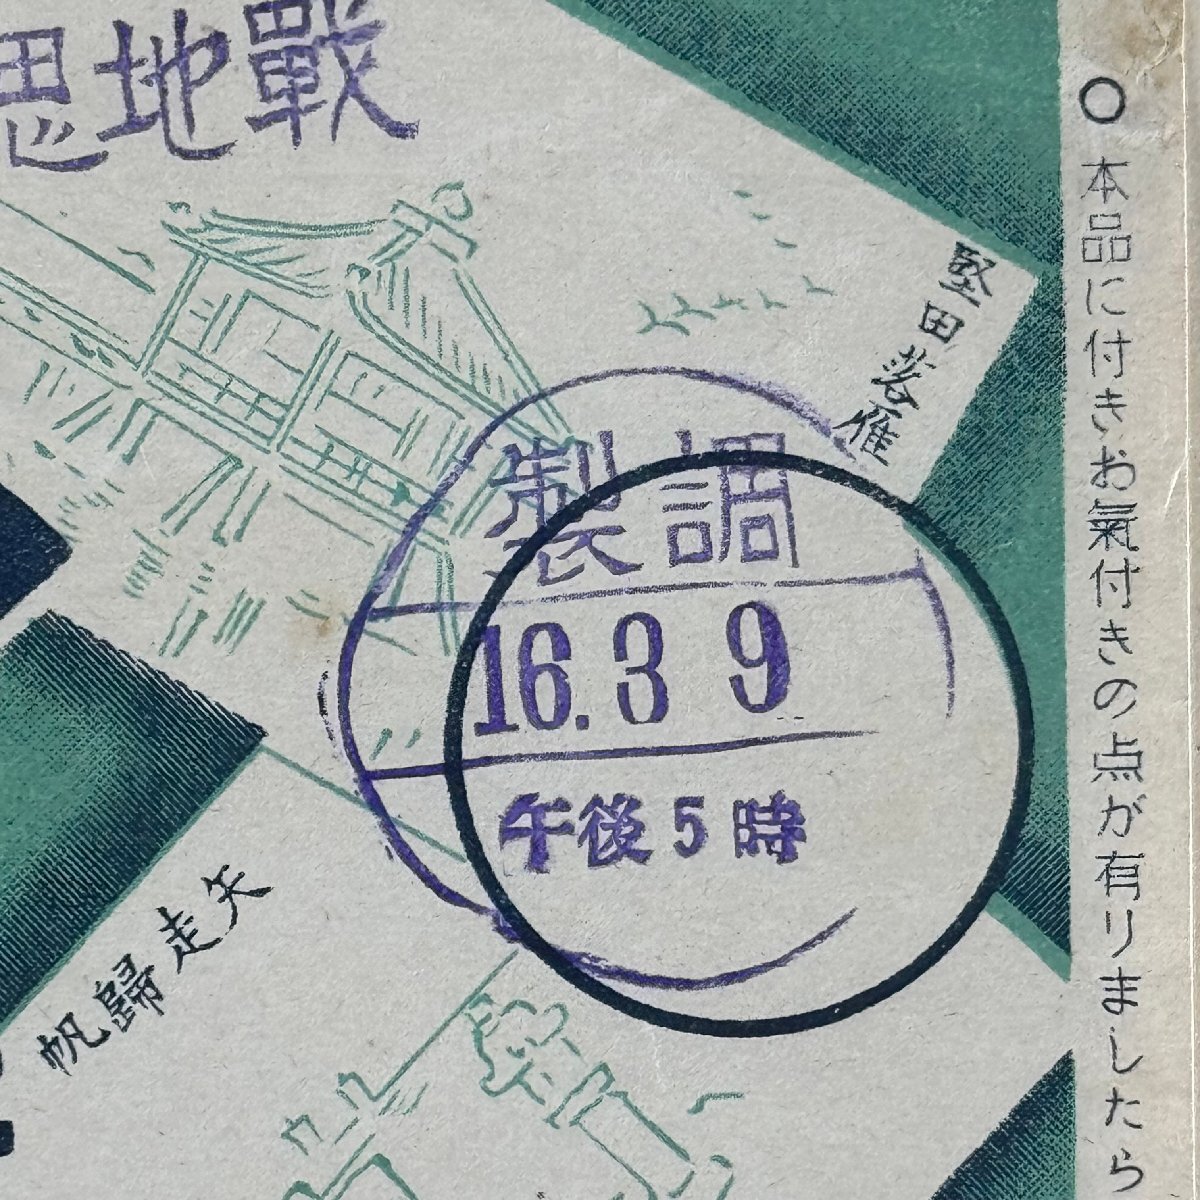 思地戰
堅田落雁
調製
16.3 9
午後5時
矢走歸帆
○本品に付きお氣付きの点が有りましたら